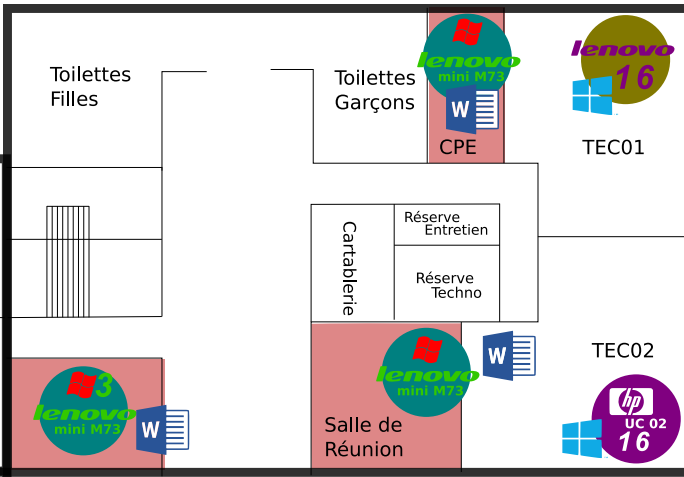 Toilettes
Filles
Toilettes
Garçons
lenovo
mini M73
W
CPE
lenovo
16
TEC01
Cartablerie
Réserve
Entretien
Réserve
Techno
lenovo
mini M73
W
Salle de
Réunion
TEC02
hp
UC 02
16
3
lenovo
mini M73
W